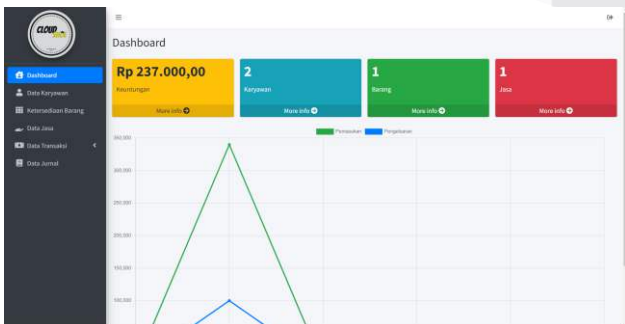 CLOUD
Dashboard
Rp 237.000,00
Keuntungan
More info
2
Karyawan
More info
1
Barang
More info
1
Jasa
More info
Dashboard
Data Karyawan
Ketersediaan Barang
Data Jasa
Data Transaksi
Data Jurnal
Pemasukan
Pengeluaran
350,000
300,000
250,000
200,000
150,000
100,000